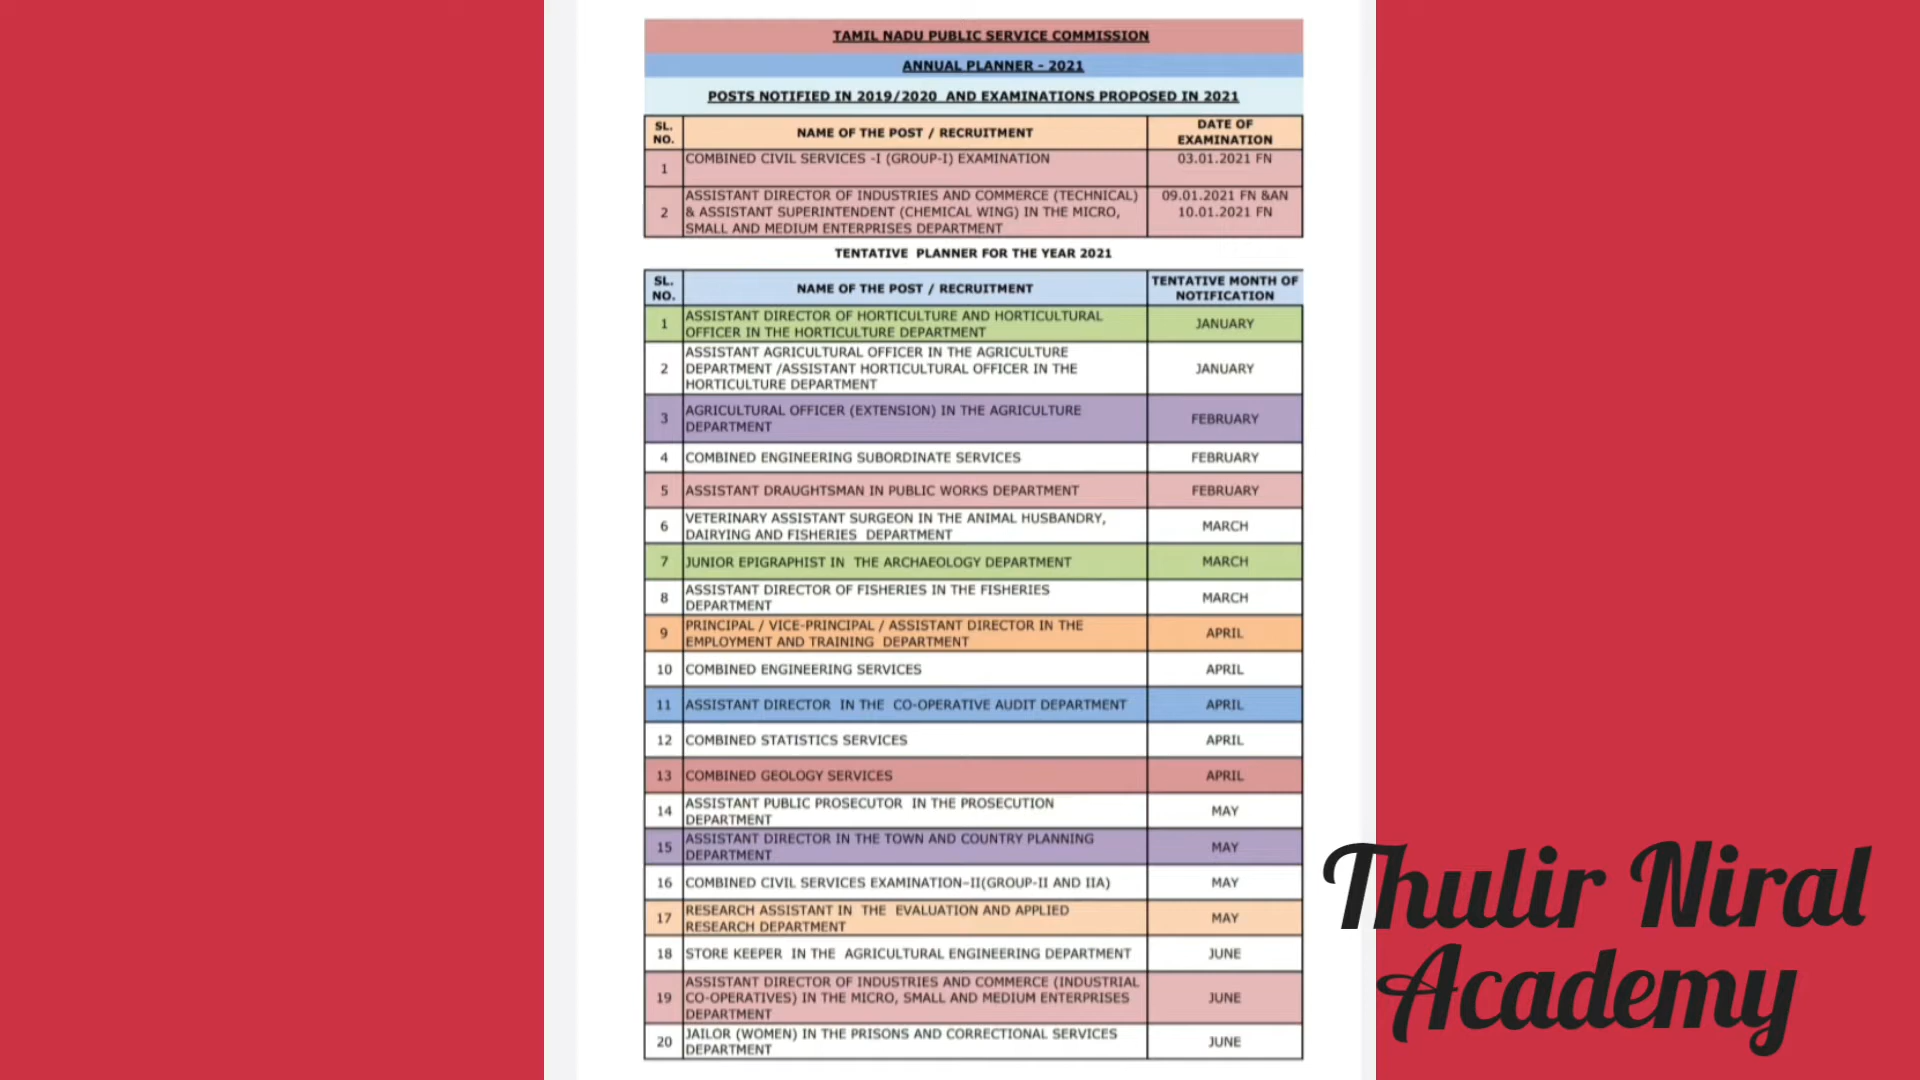 TAMIL NADU PUBLIC SERVICE COMMISSION
ANNUAL PLANNER - 2021
POSTS NOTIFIED IN 2019/2020 AND EXAMINATIONS PROPOSED IN 2021
SL. NO. NAME OF THE POST / RECRUITMENT DATE OF EXAMINATION
1 COMBINED CIVIL SERVICES -I (GROUP-I) EXAMINATION 03.01.2021 FN
2 ASSISTANT DIRECTOR OF INDUSTRIES AND COMMERCE (TECHNICAL) 09.01.2021 FN &AN
& ASSISTANT SUPERINTENDENT (CHEMICAL WING) IN THE MICRO, 10.01.2021 FN
SMALL AND MEDIUM ENTERPRISES DEPARTMENT
TENTATIVE PLANNER FOR THE YEAR 2021
SL. NO. NAME OF THE POST / RECRUITMENT TENTATIVE MONTH OF NOTIFICATION
1 ASSISTANT DIRECTOR OF HORTICULTURE AND HORTICULTURAL
OFFICER IN THE HORTICULTURE DEPARTMENT JANUARY
2 ASSISTANT AGRICULTURAL OFFICER IN THE AGRICULTURE
DEPARTMENT /ASSISTANT HORTICULTURAL OFFICER IN THE
HORTICULTURE DEPARTMENT JANUARY
3 AGRICULTURAL OFFICER (EXTENSION) IN THE AGRICULTURE
DEPARTMENT FEBRUARY
4 COMBINED ENGINEERING SUBORDINATE SERVICES FEBRUARY
5 ASSISTANT DRAUGHTSMAN IN PUBLIC WORKS DEPARTMENT FEBRUARY
6 VETERINARY ASSISTANT SURGEON IN THE ANIMAL HUSBANDRY,
DAIRYING AND FISHERIES DEPARTMENT MARCH
7 JUNIOR EPIGRAPHIST IN THE ARCHAEOLOGY DEPARTMENT MARCH
8 ASSISTANT DIRECTOR OF FISHERIES IN THE FISHERIES
DEPARTMENT MARCH
9 PRINCIPAL / VICE-PRINCIPAL / ASSISTANT DIRECTOR IN THE
EMPLOYMENT AND TRAINING DEPARTMENT APRIL
10 COMBINED ENGINEERING SERVICES APRIL
11 ASSISTANT DIRECTOR IN THE CO-OPERATIVE AUDIT DEPARTMENT APRIL
12 COMBINED STATISTICS SERVICES APRIL
13 COMBINED GEOLOGY SERVICES APRIL
14 ASSISTANT PUBLIC PROSECUTOR IN THE PROSECUTION
DEPARTMENT MAY
15 ASSISTANT DIRECTOR IN THE TOWN AND COUNTRY PLANNING
DEPARTMENT MAY
16 COMBINED CIVIL SERVICES EXAMINATION–II(GROUP-II AND IIA) MAY
17 RESEARCH ASSISTANT IN THE EVALUATION AND APPLIED
RESEARCH DEPARTMENT MAY
18 STORE KEEPER IN THE AGRICULTURAL ENGINEERING DEPARTMENT JUNE
19 ASSISTANT DIRECTOR OF INDUSTRIES AND COMMERCE (INDUSTRIAL
CO-OPERATIVES) IN THE MICRO, SMALL AND MEDIUM ENTERPRISES
DEPARTMENT JUNE
20 JAILOR (WOMEN) IN THE PRISONS AND CORRECTIONAL SERVICES
DEPARTMENT JUNE
Thulir Niral
Academy